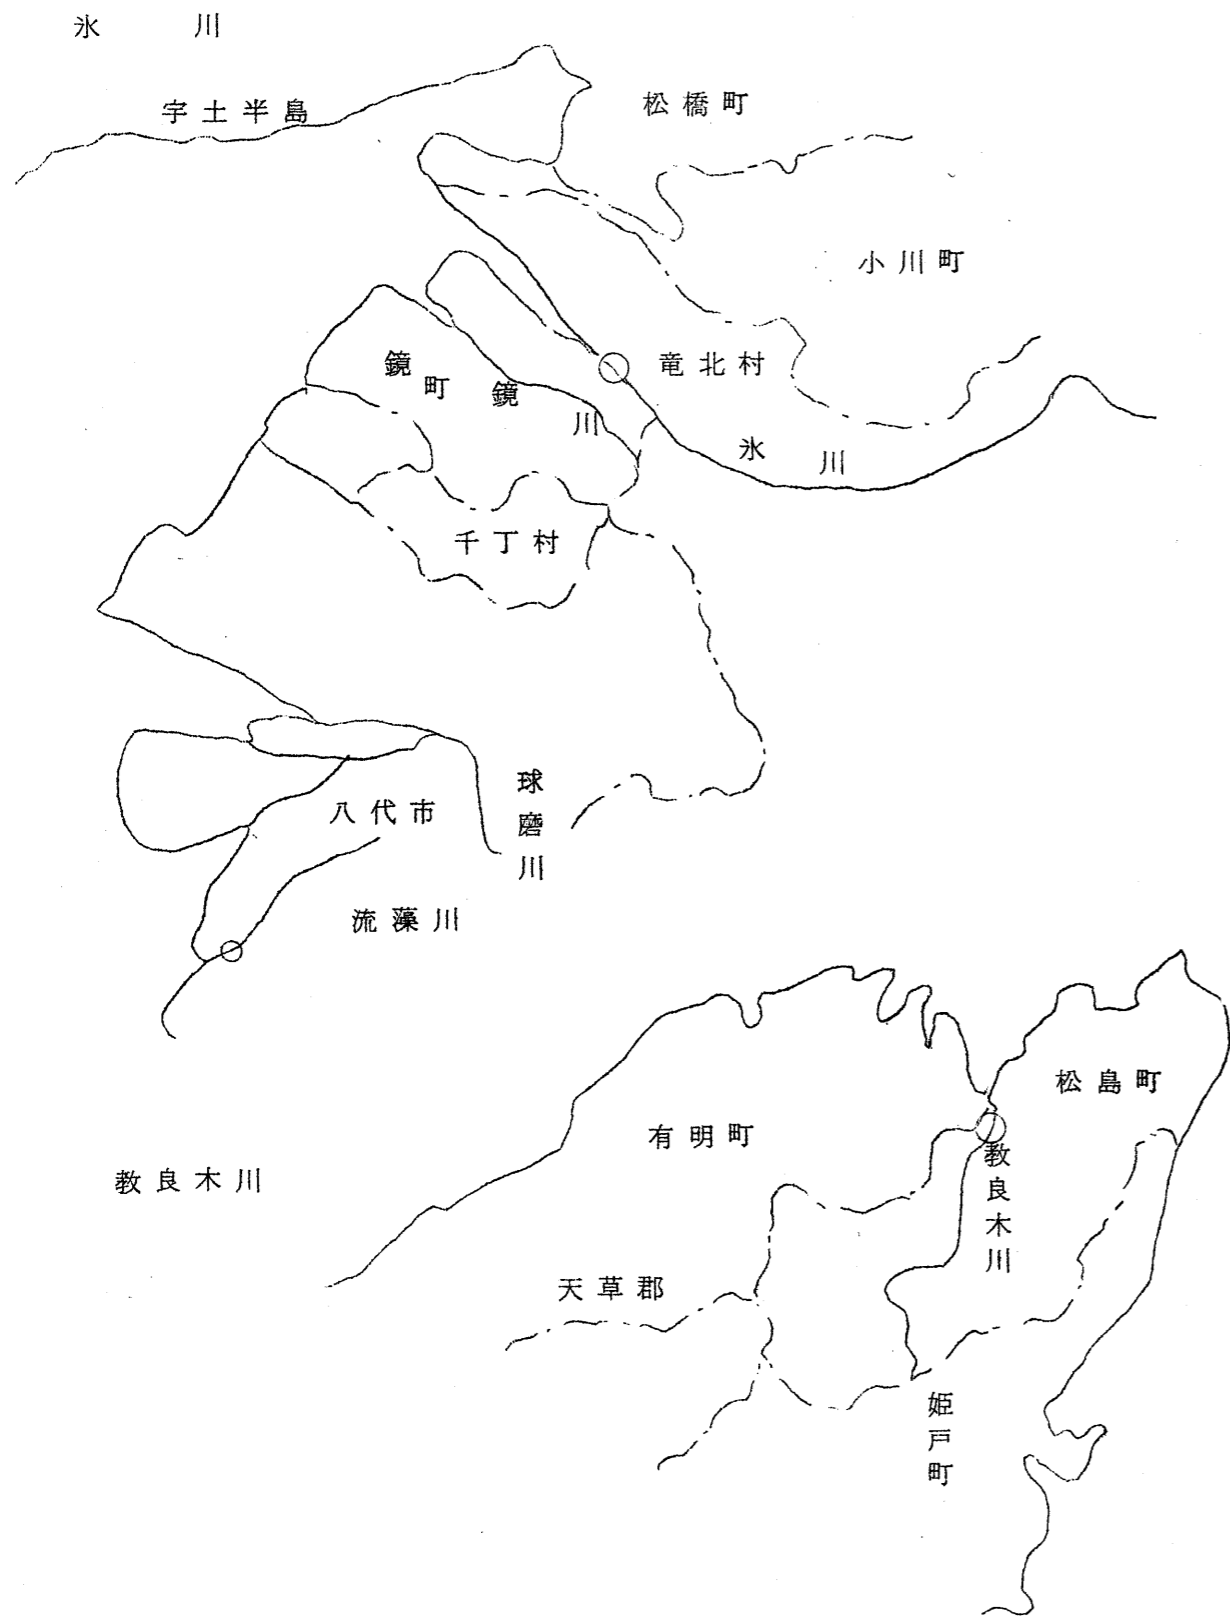 氷川
宇土半島
松橋町
小川町
鏡町
鏡川
竜北村
氷川
千丁村
八代市
球磨川
流藻川
松島町
有明町
教良木川
教良木川
天草郡
姫戸町